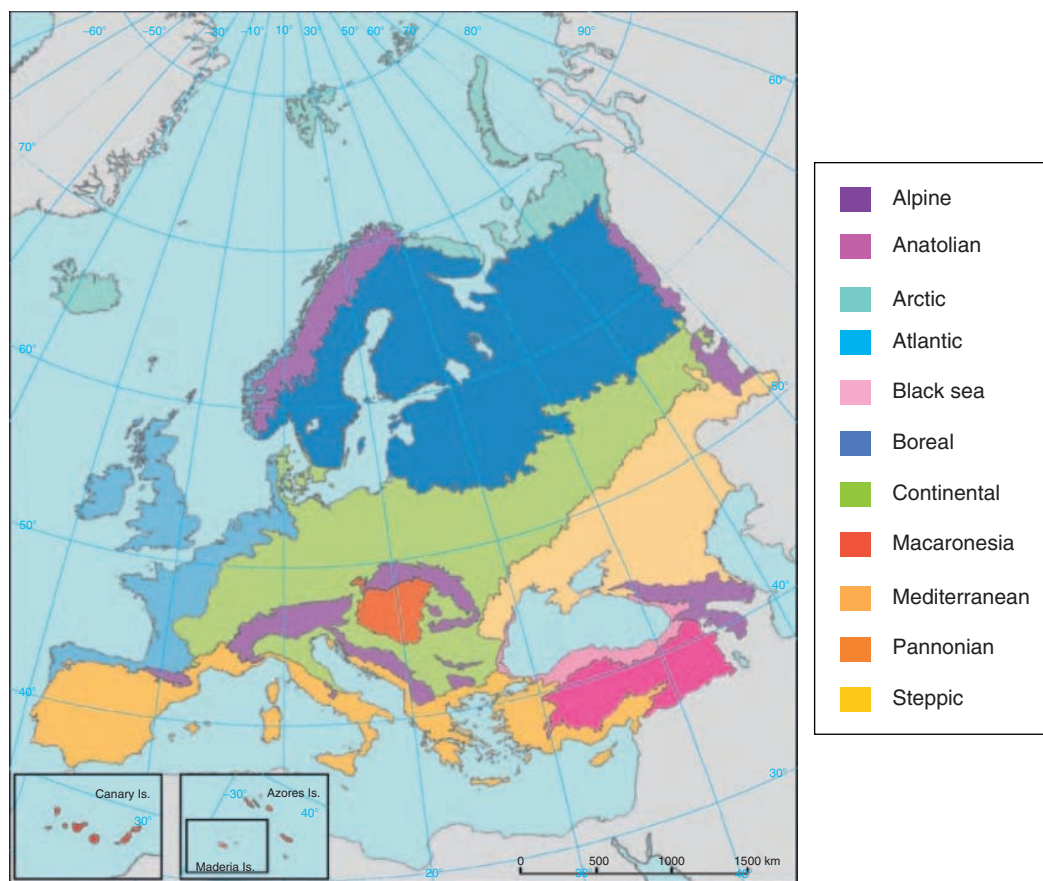 −60° −50° −30° −10° 10° 30° 50° 60° 70° 80° 90°
60°
70°
60°
50°
50°
40°
40°
30°
Canary Is.
30°
−30°
Azores Is.
40°
Maderia Is.
0 500 1000 1500 km
20°
40°
Alpine
Anatolian
Arctic
Atlantic
Black sea
Boreal
Continental
Macaronesia
Mediterranean
Pannonian
Steppic